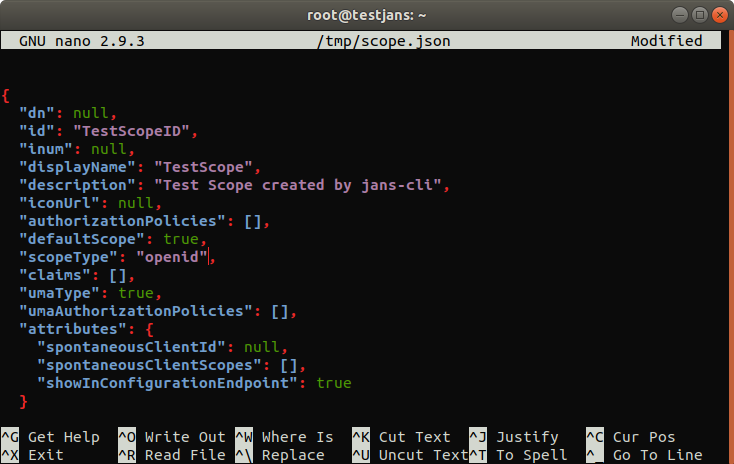 root@testjans: ~
GNU nano 2.9.3 /tmp/scope.json Modified
{
"dn": null,
"id": "TestScopeID",
"inum": null,
"displayName": "TestScope",
"description": "Test Scope created by jans-cli",
"iconUrl": null,
"authorizationPolicies": [],
"defaultScope": true,
"scopeType": "openid",
"claims": [],
"umaType": true,
"umaAuthorizationPolicies": [],
"attributes": {
"spontaneousClientId": null,
"spontaneousClientScopes": [],
"showInConfigurationEndpoint": true
}
^G Get Help ^O Write Out ^W Where Is ^K Cut Text ^J Justify ^C Cur Pos
^X Exit ^R Read File ^\ Replace ^U Uncut Text ^T To Spell ^_ Go To Line